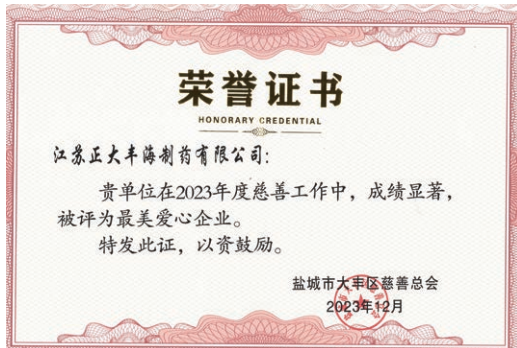 荣誉证书
HONORARY CREDENTIAL
江苏正大丰海制药有限公司:
贵单位在2023年度慈善工作中，成绩显著，
被评为最美爱心企业。
特发此证，以资鼓励。
盐城市大丰区慈善总会
2023年12月